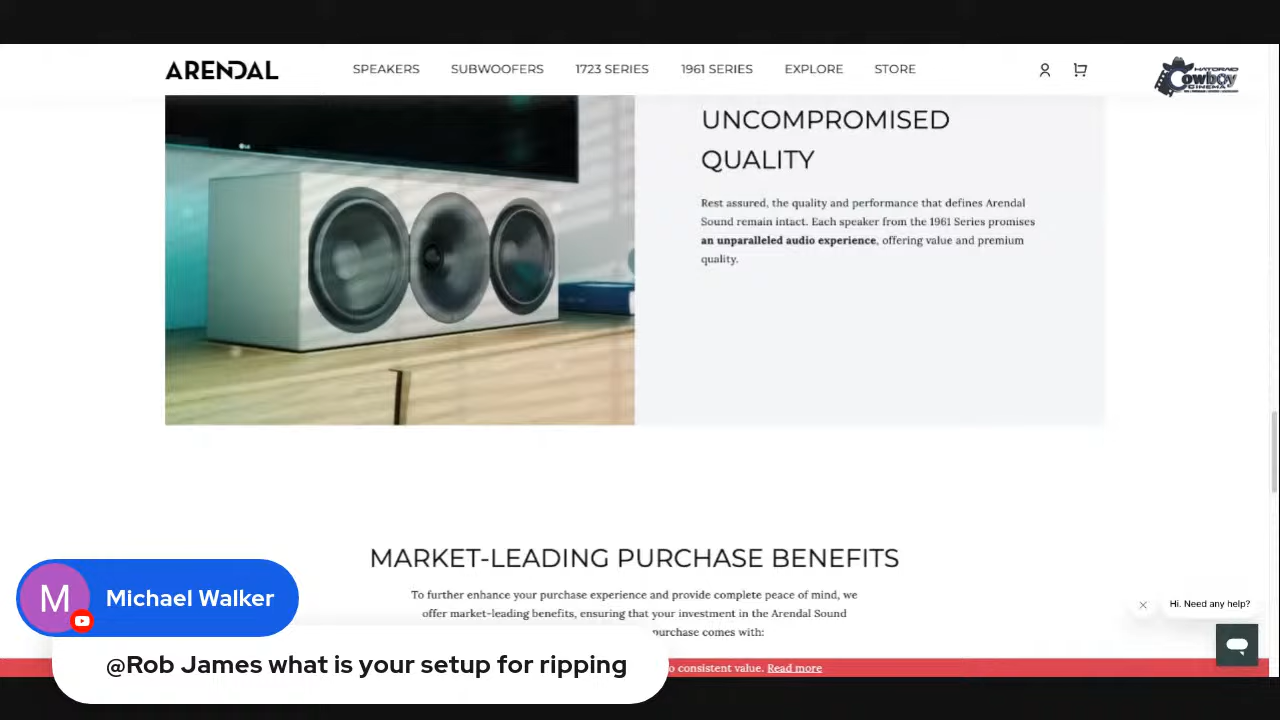 ARENDAL
SPEAKERS SUBWOOFERS 1723 SERIES 1961 SERIES EXPLORE STORE
Cowboy
CINEMA
UNCOMPROMISED
QUALITY
Rest assured, the quality and performance that defines Arendal
Sound remain intact. Each speaker from the 1961 Series promises
an unparalleled audio experience, offering value and premium
quality.
MARKET-LEADING PURCHASE BENEFITS
To further enhance your purchase experience and provide complete peace of mind, we
offer market-leading benefits, ensuring that your investment in the Arendal Sound
purchase comes with:
Hi. Need any help?
M
Michael Walker
@Rob James what is your setup for ripping
o consistent value. Read more